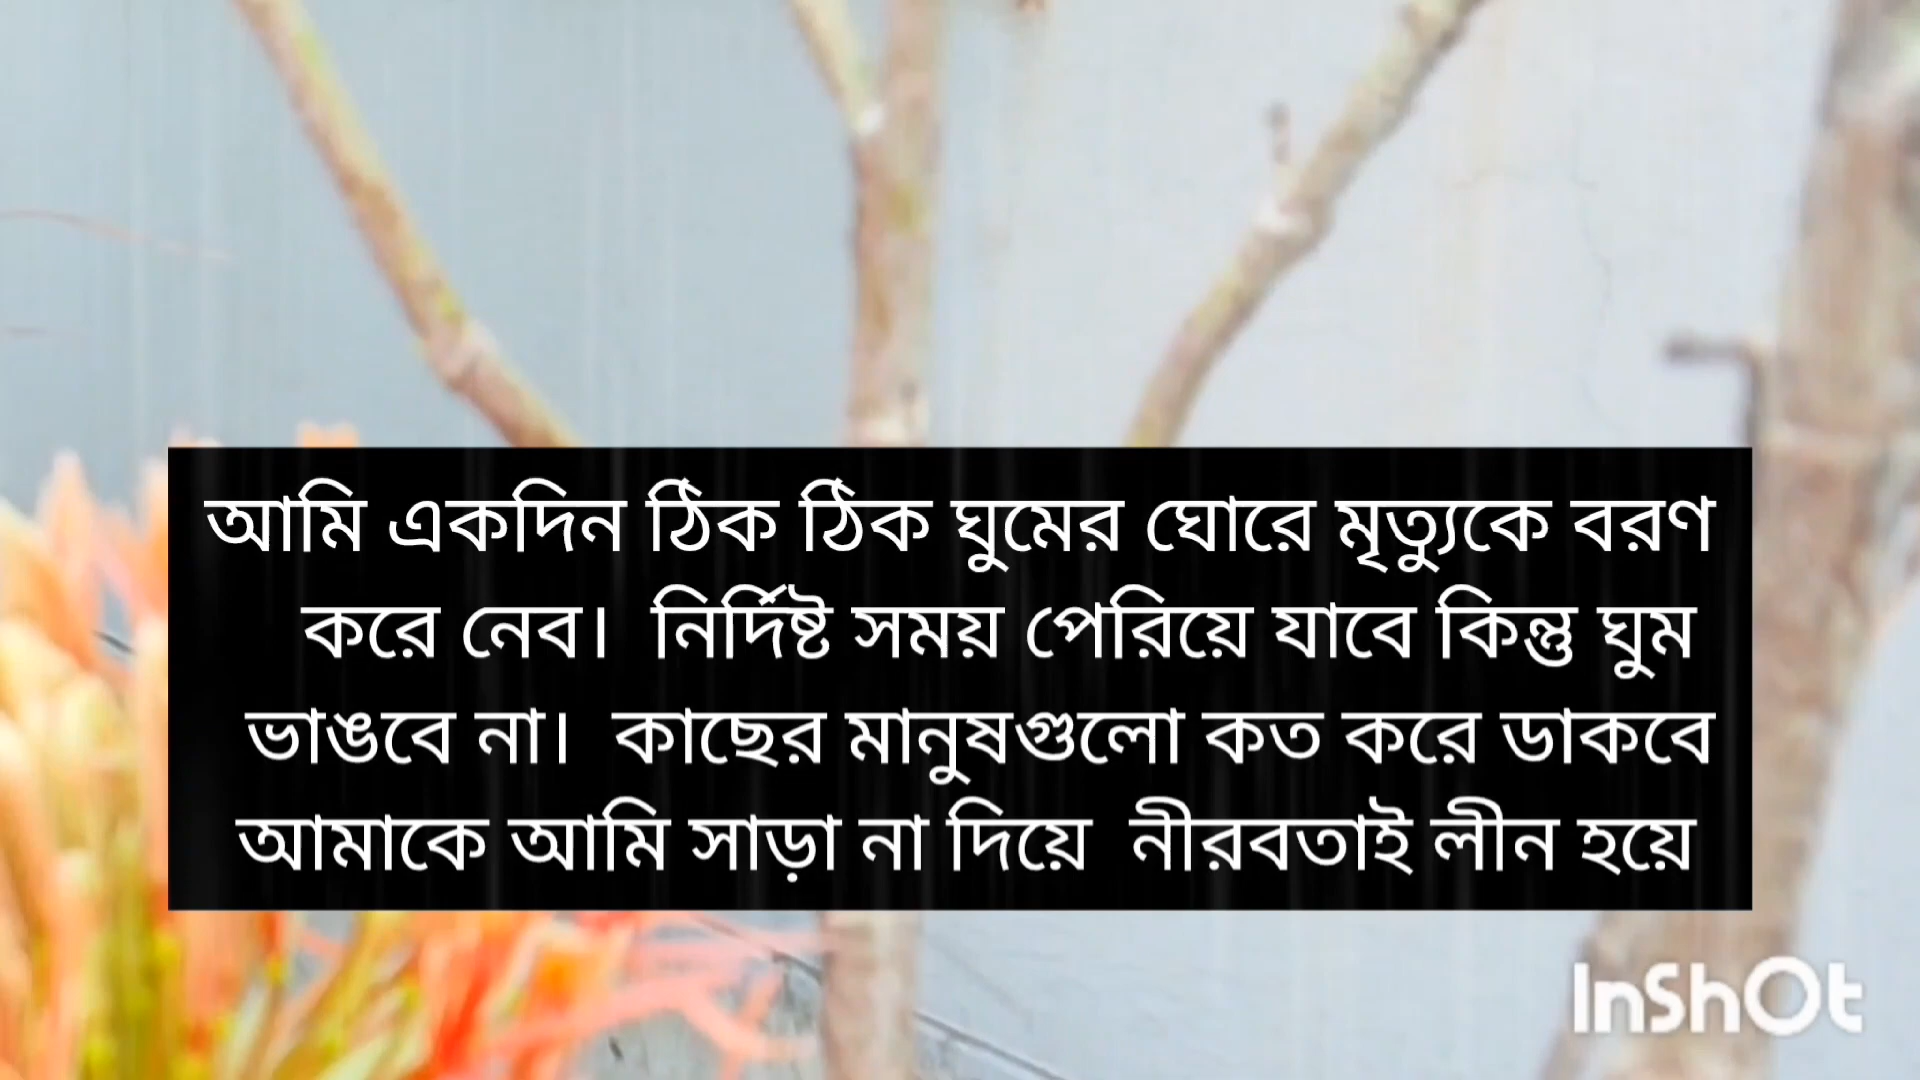 আমি একদিন ঠিক ঠিক ঘুমের ঘোরে মৃত্যুকে বরণ
করে নেব। নির্দিষ্ট সময় পেরিয়ে যাবে কিন্তু ঘুম
ভাঙবে না। কাছের মানুষগুলো কত করে ডাকবে
আমাকে আমি সাড়া না দিয়ে নীরবতাই লীন হয়ে
InShOt